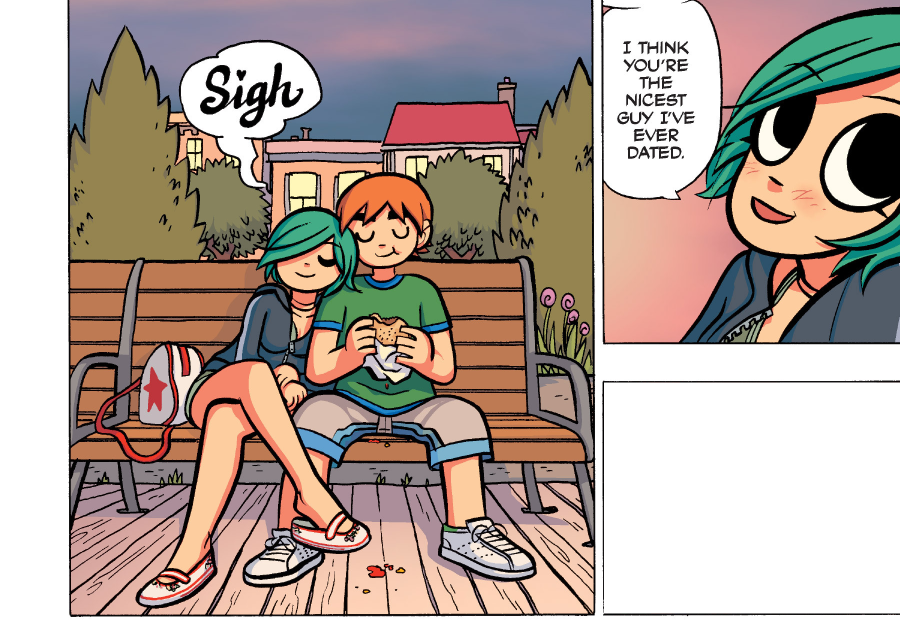 Sigh
I THINK
YOU'RE
THE
NICEST
GUY I'VE
EVER
DATED.